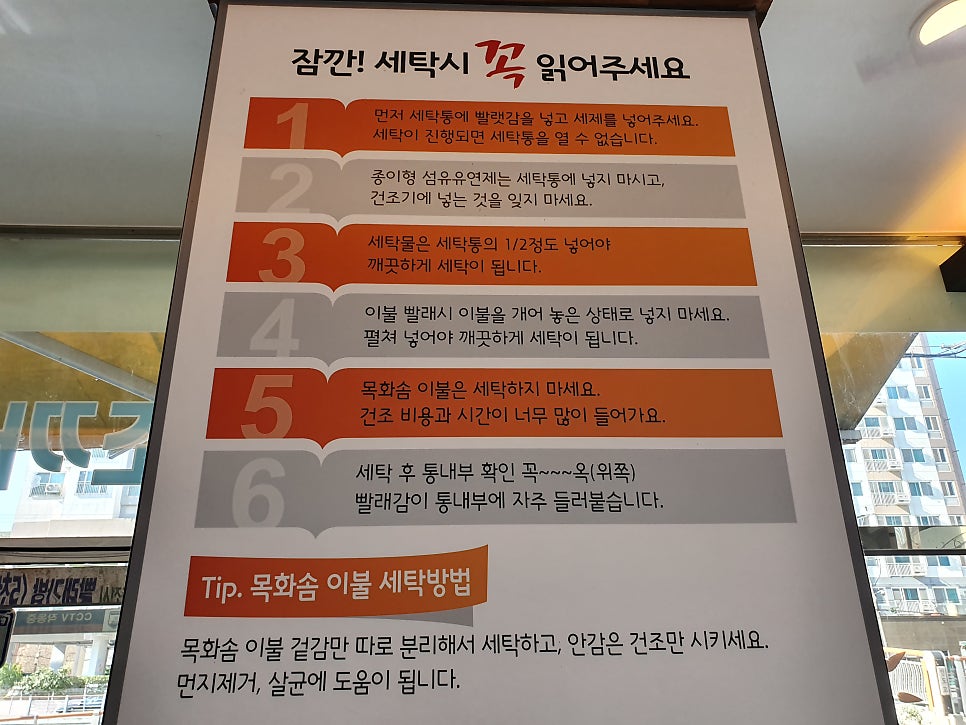 잠깐! 세탁시 꼭 읽어주세요
1
먼저 세탁통에 빨랫감을 넣고 세제를 넣어주세요.
세탁이 진행되면 세탁통을 열 수 없습니다.
2
종이형 섬유유연제는 세탁통에 넣지 마시고,
건조기에 넣는 것을 잊지 마세요.
3
세탁물은 세탁통의 1/2정도 넣어야
깨끗하게 세탁이 됩니다.
4
이불 빨래시 이불을 개어 놓은 상태로 넣지 마세요.
펼쳐 넣어야 깨끗하게 세탁이 됩니다.
5
목화솜 이불은 세탁하지 마세요.
건조 비용과 시간이 너무 많이 들어가요.
6
세탁 후 통내부 확인 꼭~~~옥(위쪽)
빨래감이 통내부에 자주 들러붙습니다.
Tip. 목화솜 이불 세탁방법
목화솜 이불 겉감만 따로 분리해서 세탁하고, 안감은 건조만 시키세요.
먼지제거, 살균에 도움이 됩니다.
CCTV 작동중